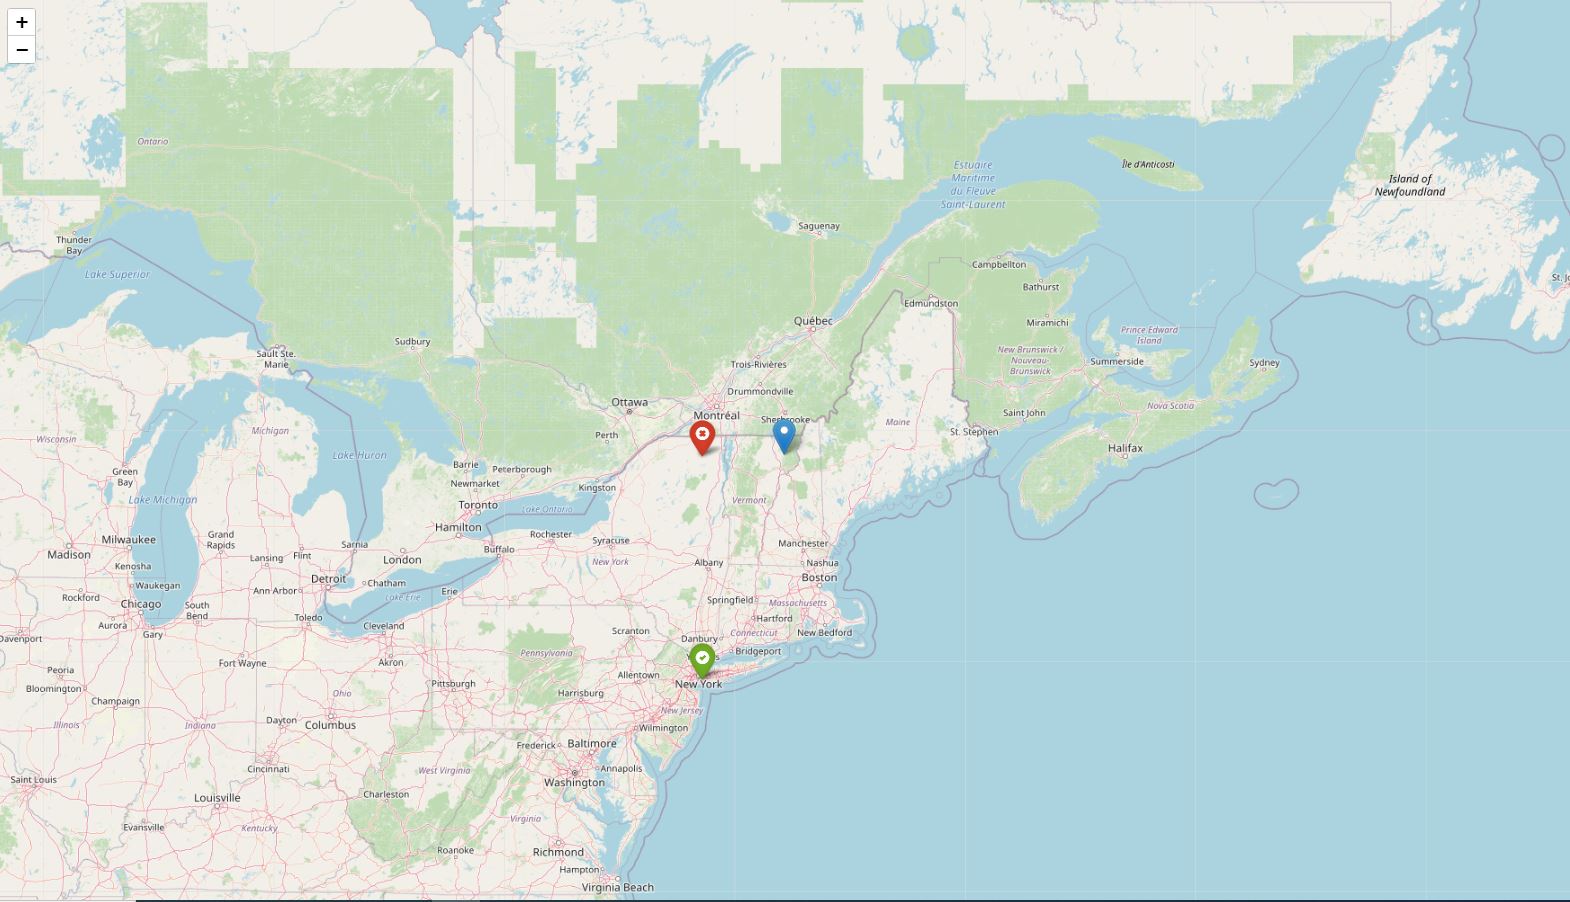 +
−
Ontario
Estuaire
Maritime
du Fleuve
Saint-Laurent
Île d'Anticosti
Island of
Newfoundland
Saguenay
Thunder
Bay
Lake Superior
Campbellton
Bathurst
Edmundston
Québec
Miramichi
Prince Edward
Island
Sudbury
Sault Ste.
Marie
New Brunswick /
Nouveau-
Brunswick
Summerside
Sydney
Trois-Rivières
Drummondville
Ottawa
Montréal
Sherbrooke
Maine
Saint John
Nova Scotia
St. Stephen
Halifax
Wisconsin
Michigan
Perth
Lake Huron
Barrie
Newmarket
Peterborough
Kingston
Green
Bay
Lake Michigan
Toronto
Lake Ontario
Vermont
Hamilton
Rochester
Syracuse
Milwaukee
Madison
Grand
Rapids
Lansing
Flint
Sarnia
London
Buffalo
New York
Albany
Manchester
Nashua
Boston
Kenosha
Waukegan
Rockford
Chicago
Ann Arbor
Detroit
Chatham
Lake Erie
Erie
Springfield
Massachusetts
South
Bend
Toledo
Cleveland
Davenport
Aurora
Gary
Scranton
Danbury
Hartford
Connecticut
New Bedford
Bridgeport
Fort Wayne
Akron
Pennsylvania
Peoria
Bloomington
Pittsburgh
Allentown
New York
Harrisburg
New Jersey
Champaign
Illinois
Indiana
Ohio
Dayton
Columbus
Wilmington
Frederick
Baltimore
Annapolis
Washington
Cincinnati
West Virginia
Saint Louis
Charleston
Louisville
Evansville
Kentucky
Virginia
Roanoke
Richmond
Hampton
Virginia Beach